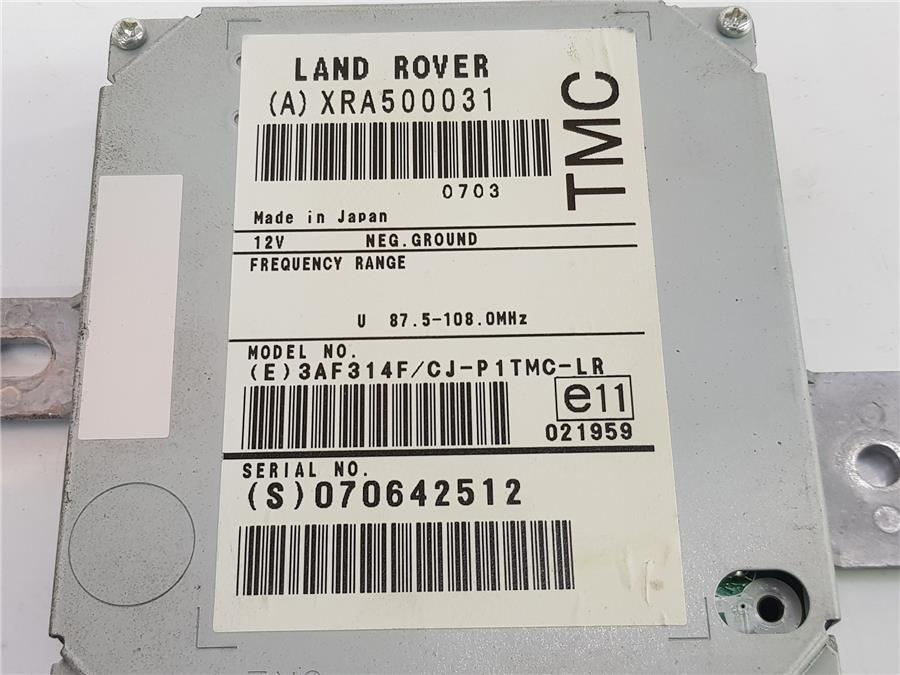 LAND ROVER
(A) XRA500031
TMC
0703
Made in Japan
12V NEG.GROUND
FREQUENCY RANGE
U 87.5-108.0MHz
MODEL NO.
(E)3AF314F/CJ-P1TMC-LR
e11
021959
SERIAL NO.
(S)070642512